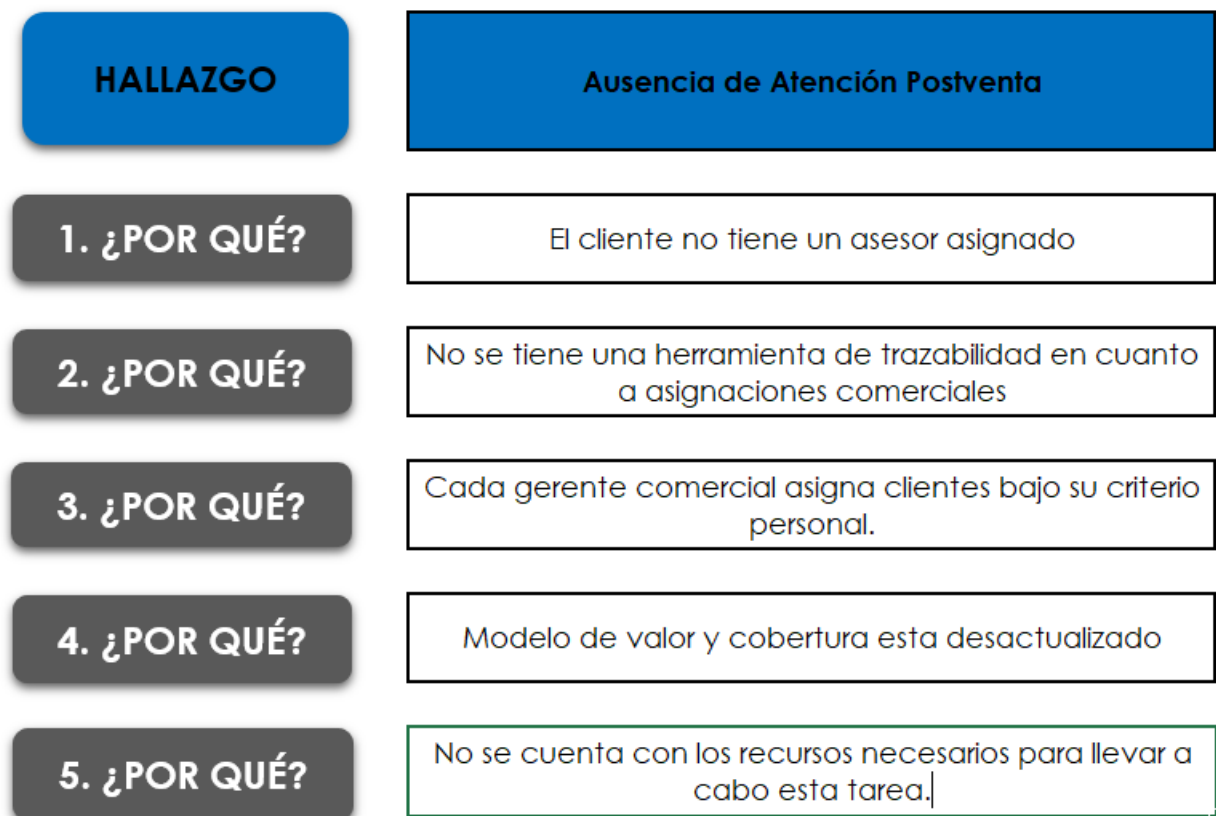 HALLAZGO
Ausencia de Atención Postventa
1. ¿POR QUÉ?
El cliente no tiene un asesor asignado
2. ¿POR QUÉ?
No se tiene una herramienta de trazabilidad en cuanto
a asignaciones comerciales
3. ¿POR QUÉ?
Cada gerente comercial asigna clientes bajo su criterio
personal.
4. ¿POR QUÉ?
Modelo de valor y cobertura esta desactualizado
5. ¿POR QUÉ?
No se cuenta con los recursos necesarios para llevar a
cabo esta tarea.